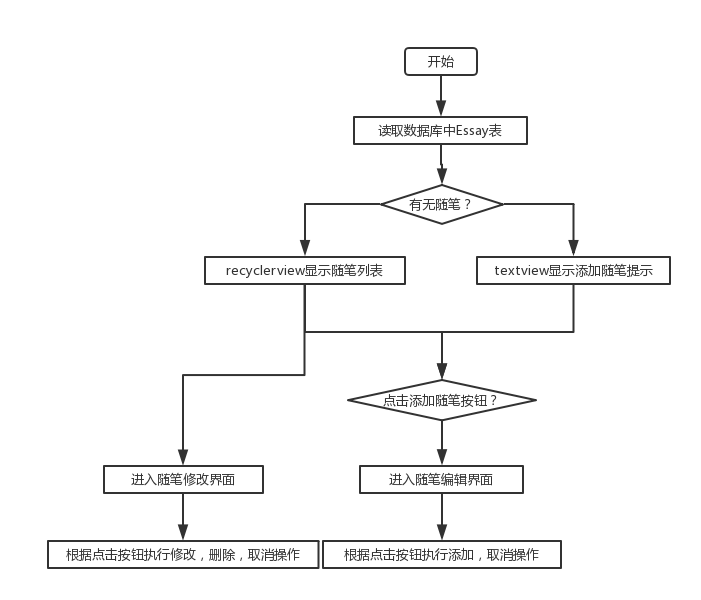 开始
读取数据库中Essay表
有无随笔？
recyclerview显示随笔列表
textview显示添加随笔提示
点击添加随笔按钮？
进入随笔修改界面
进入随笔编辑界面
根据点击按钮执行修改，删除，取消操作
根据点击按钮执行添加，取消操作